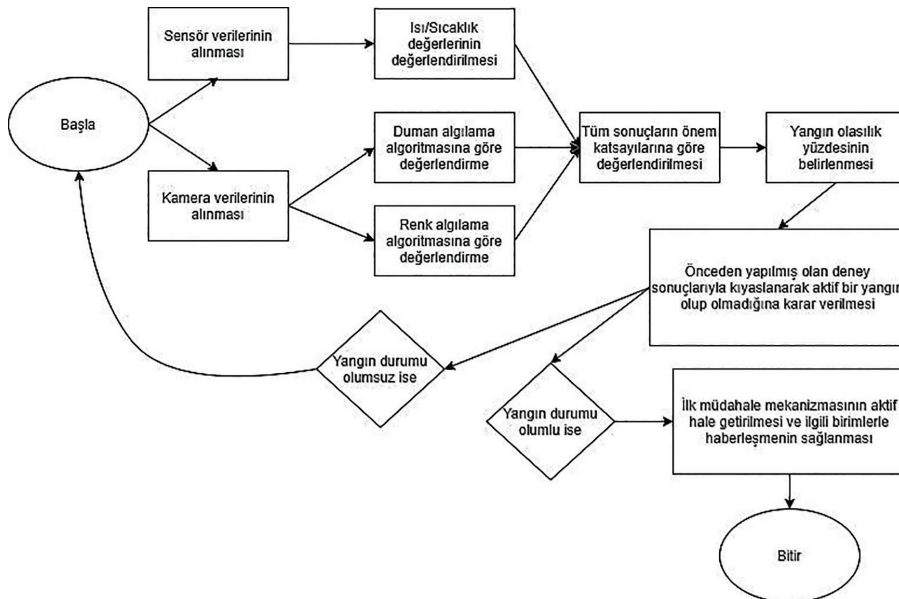 Başla
Sensör verilerinin
alınması
Isı/Sıcaklık
değerlerinin
değerlendirilmesi
Kamera verilerinin
alınması
Duman algılama
algoritmasına göre
değerlendirme
Renk algılama
algoritmasına göre
değerlendirme
Tüm sonuçların önem
katsayılarına göre
değerlendirilmesi
Yangın olasılık
yüzdesinin
belirlenmesi
Önceden yapılmış olan deney
sonuçlarıyla kıyaslanarak aktif bir yangın
olup olmadığına karar verilmesi
Yangın durumu
olumsuz ise
Yangın durumu
olumlu ise
İlk müdahale mekanizmasının aktif
hale getirilmesi ve ilgili birimlerle
haberleşmenin sağlanması
Bitir